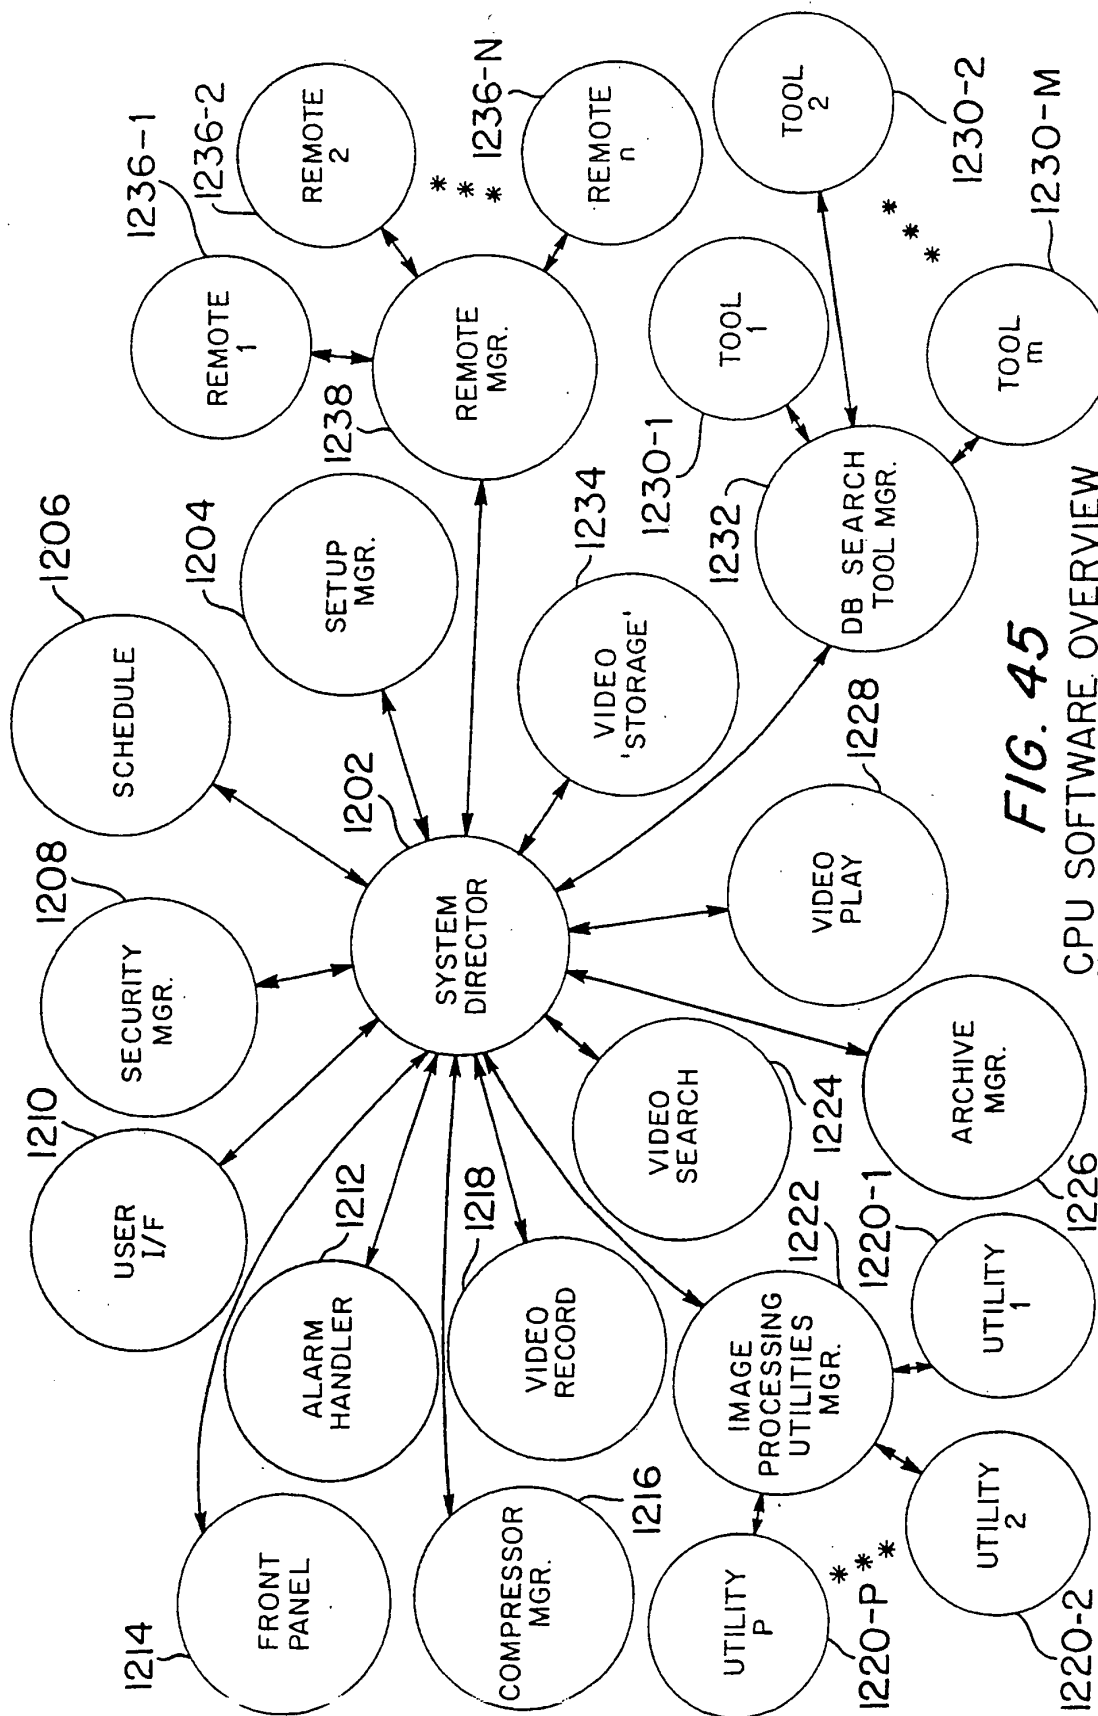 1206
SCHEDULE
1204
SETUP
MGR.
1208
SECURITY
MGR.
1210
USER
I/F
1202
SYSTEM
DIRECTOR
1214
FRONT
PANEL
1212
ALARM
HANDLER
1216
COMPRESSOR
MGR.
1218
VIDEO
RECORD
1222
IMAGE
PROCESSING
UTILITIES
MGR.
UTILITY
P
1220-P
***
UTILITY
2
1220-2
UTILITY
1
1220-1
VIDEO
SEARCH
1224
ARCHIVE
MGR.
1226
VIDEO
PLAY
1228
VIDEO
'STORAGE'
1234
1238
REMOTE
MGR.
REMOTE
1
1236-1
REMOTE
2
1236-2
***
REMOTE
n
1236-N
1232
DB SEARCH
TOOL MGR.
TOOL
1
1230-1
TOOL
2
1230-2
***
TOOL
m
1230-M
FIG. 45
CPU SOFTWARE OVERVIEW